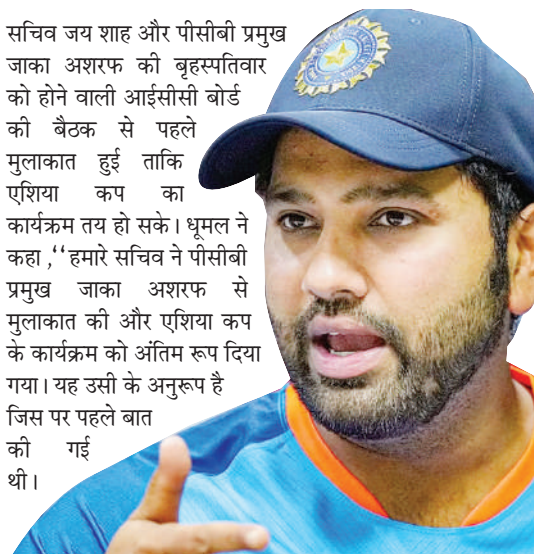 सचिव जय शाह और पीसीबी प्रमुख
जाका अशरफ की बृहस्पतिवार
को होने वाली आईसीसी बोर्ड
की बैठक से पहले
मुलाकात हुई ताकि
एशिया कप का
कार्यक्रम तय हो सके। धूमल ने
कहा ,‘‘हमारे सचिव ने पीसीबी
प्रमुख जाका अशरफ से
मुलाकात की और एशिया कप
के कार्यक्रम को अंतिम रूप दिया
गया। यह उसी के अनुरूप है
जिस पर पहले बात
की गई
थी।